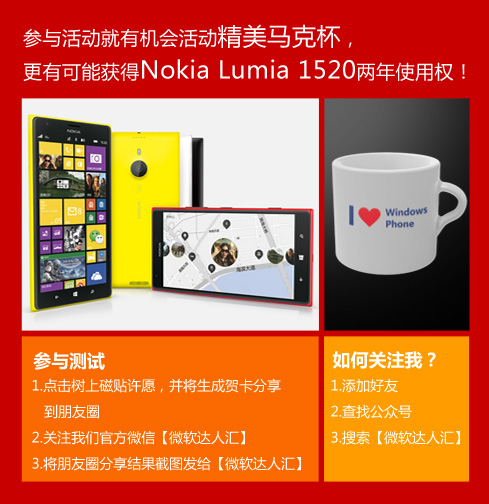 参与活动就有机会活动精美马克杯，
更有可能获得Nokia Lumia 1520两年使用权！
NOKIA
海滨大道
I ❤ Windows
Phone
参与测试
1.点击树上磁贴许愿，并将生成贺卡分享
到朋友圈
2.关注我们官方微信【微软达人汇】
3.将朋友圈分享结果截图发给【微软达人汇】
如何关注我？
1.添加好友
2.查找公众号
3.搜索【微软达人汇】